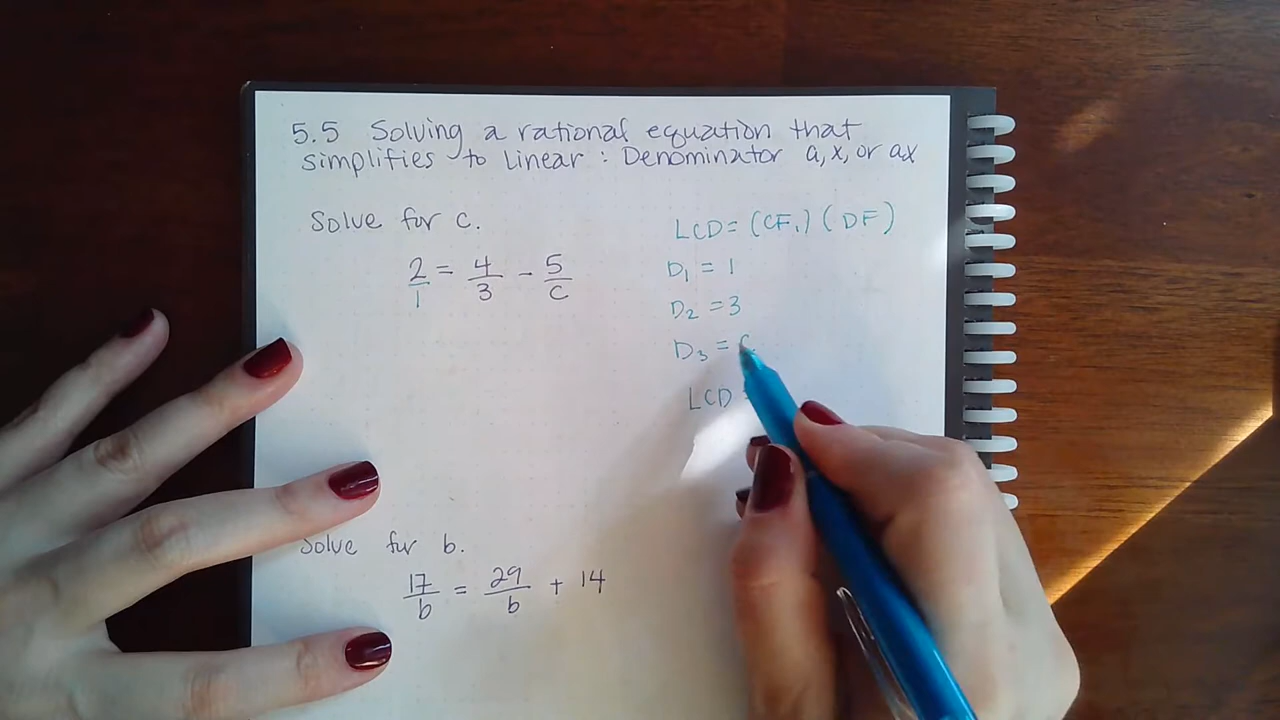 5.5 Solving a rational equation that
simplifies to linear : Denominator a, x, or ax
Solve for c.
2/1 = 4/3 - 5/c
LCD = (CF,) ( DF)
D₁ = 1
D₂ = 3
D₃ = c
LCD
Solve for b.
17/b = 29/b + 14